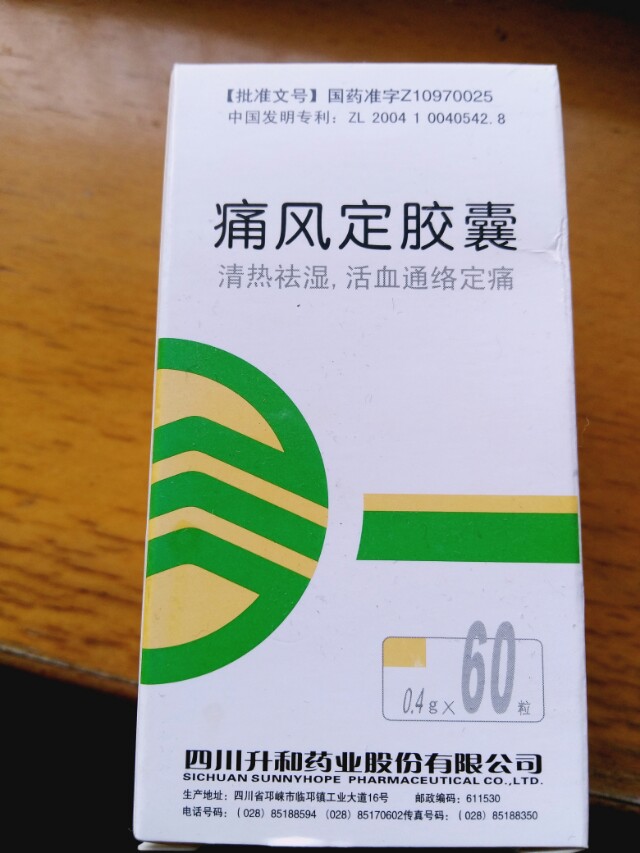 【批准文号】国药准字Z10970025
中国发明专利：ZL 2004 1 0040542.8
痛风定胶囊
清热祛湿,活血通络定痛
0.4g×60粒
四川升和药业股份有限公司
SICHUAN SUNNYHOPE PHARMACEUTICAL CO.,LTD.
生产地址：四川省邛崃市临邛镇工业大道16号 邮政编码：611530
电话号码：（028）85188594（028）85170602传真号码：（028）85188350